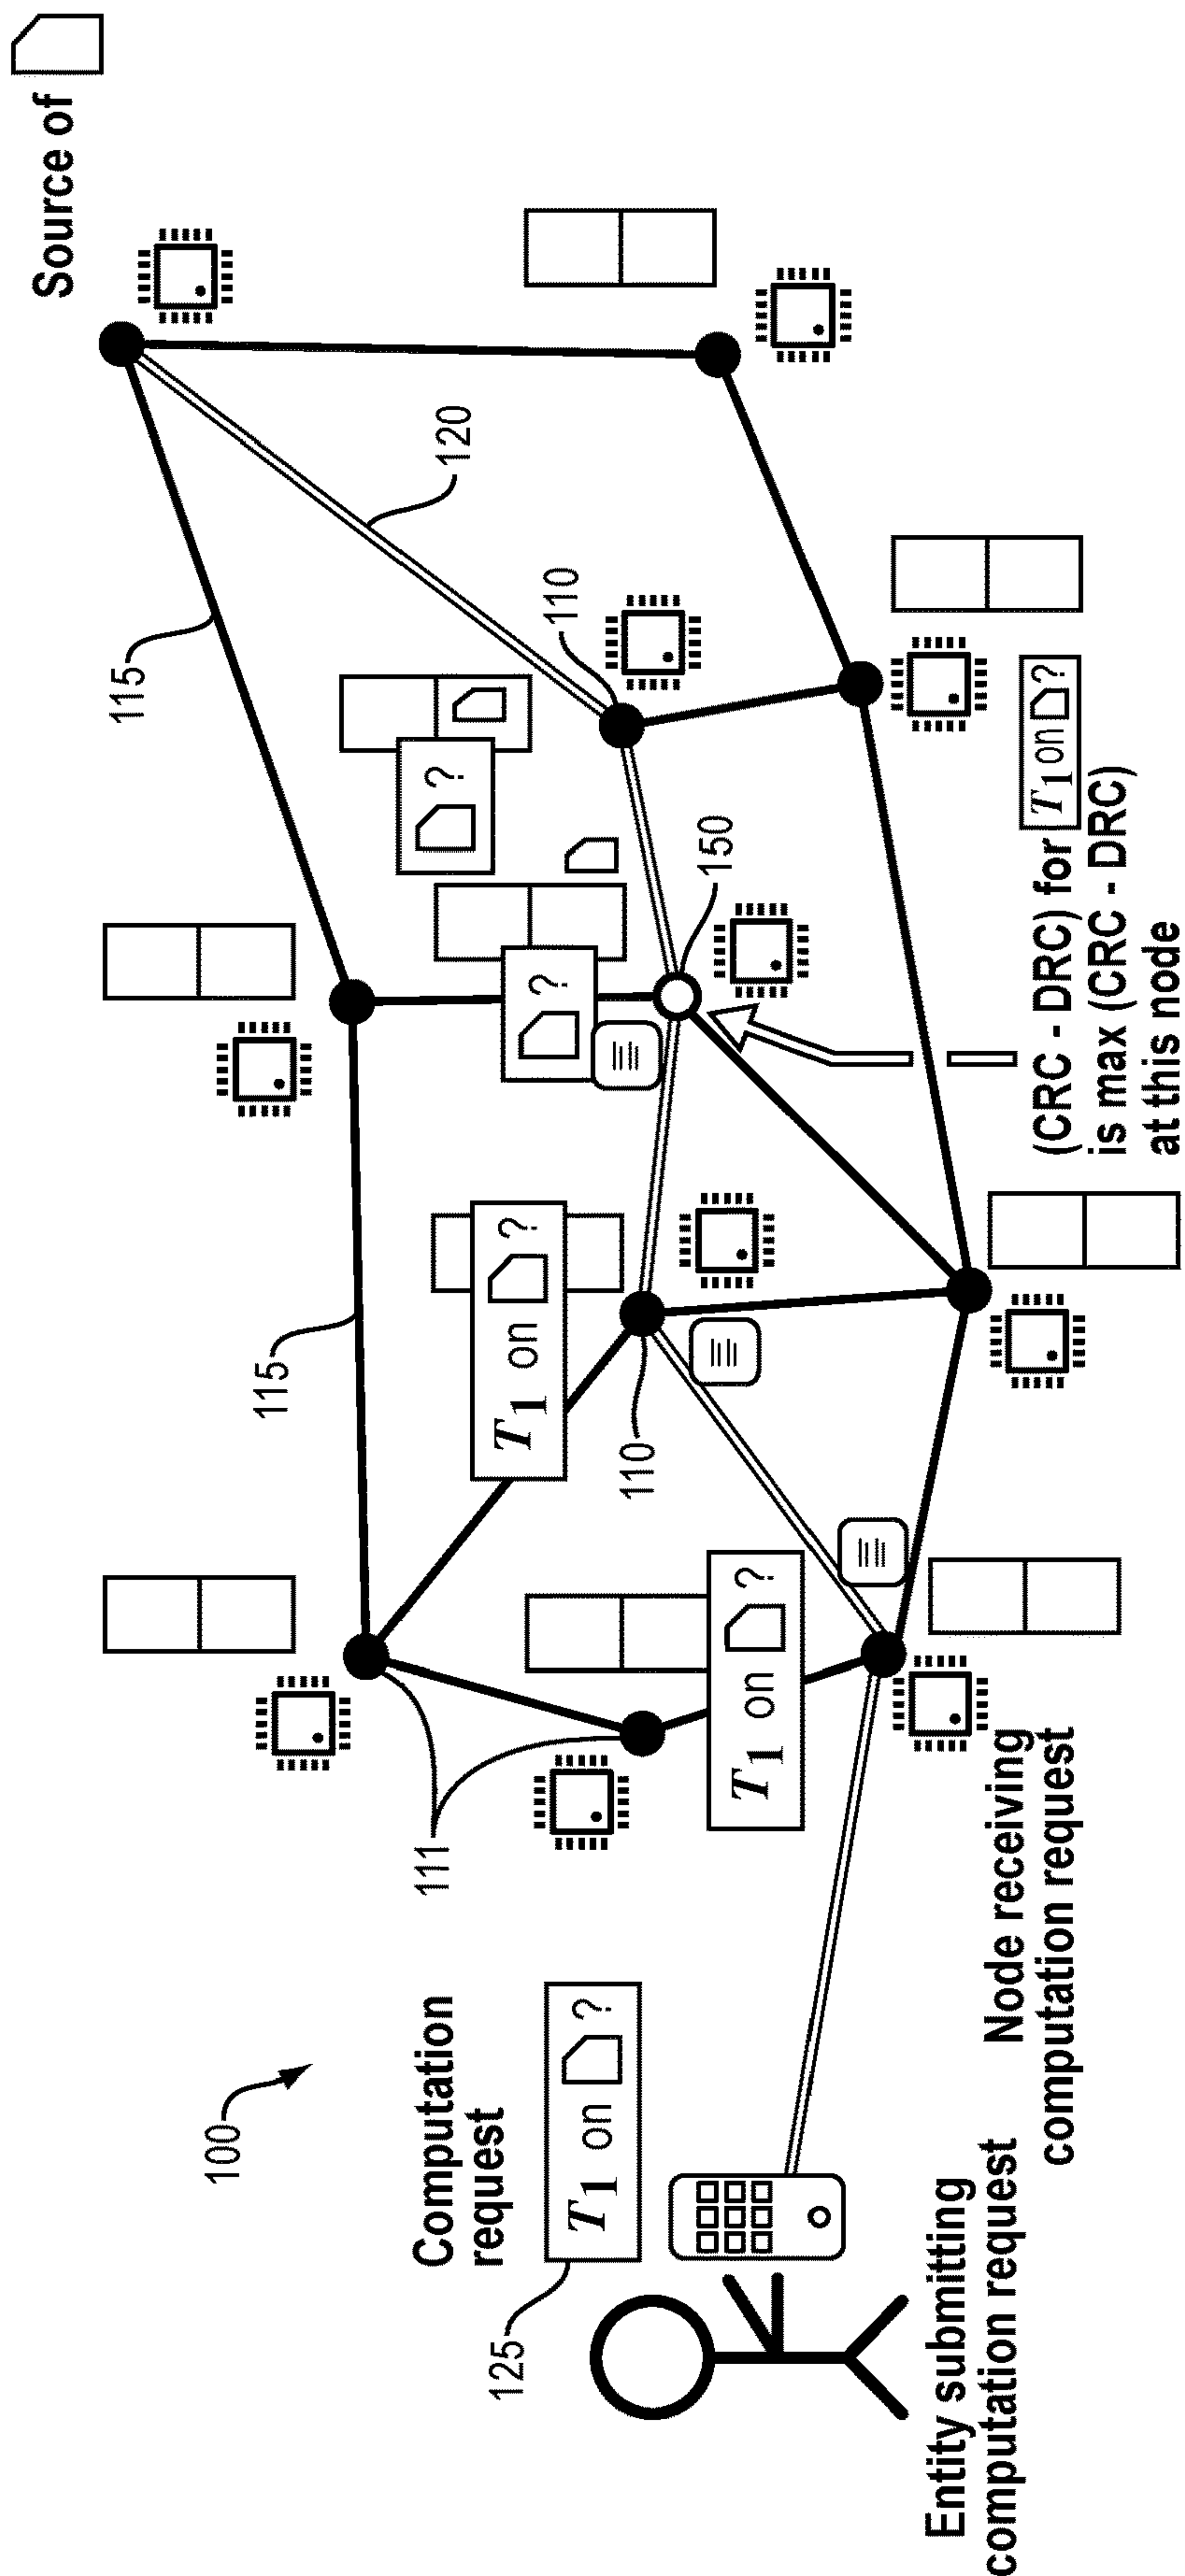 Source of
115
100
115
Computation
request
111
120
?
125
T1 on ?
?
110
T1 on ?
110
150
T1 on ?
Entity submitting
computation request
Node receiving
computation request
(CRC - DRC) for T1 on ?
is max (CRC - DRC)
at this node